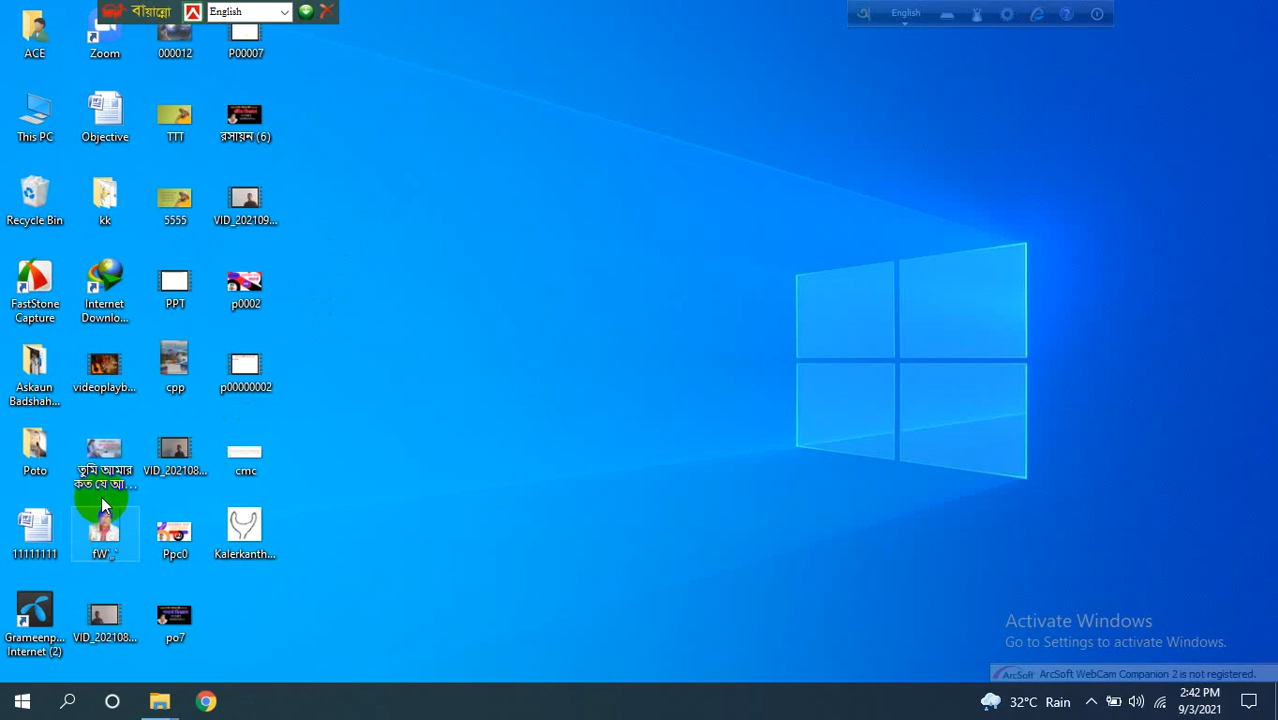 বায়ান্নো English
English
ACE
Zoom
000012
P00007
This PC
Objective
TTT
রসায়ন (6)
Recycle Bin
kk
5555
VID_202109...
FastStone
Capture
Internet
Downlo...
PPT
p0002
Askaun
Badshah...
videoplayb...
cpp
p00000002
Poto
তুমি আমার
কত যে আ...
VID_202108...
cmc
11111111
fW'_'
Ppc0
Kalerkanth...
Grameenp...
Internet (2)
VID_202108...
po7
Activate Windows
Go to Settings to activate Windows.
ArcSoft ArcSoft WebCam Companion 2 is not registered.
32°C Rain
2:42 PM
9/3/2021